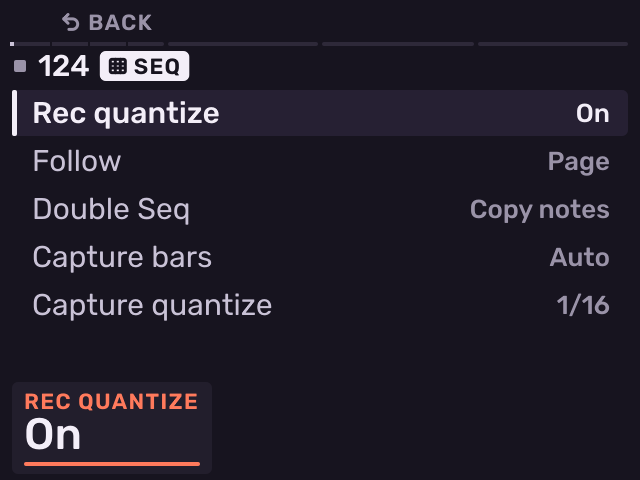 BACK
124 SEQ
Rec quantize On
Follow Page
Double Seq Copy notes
Capture bars Auto
Capture quantize 1/16
REC QUANTIZE
On